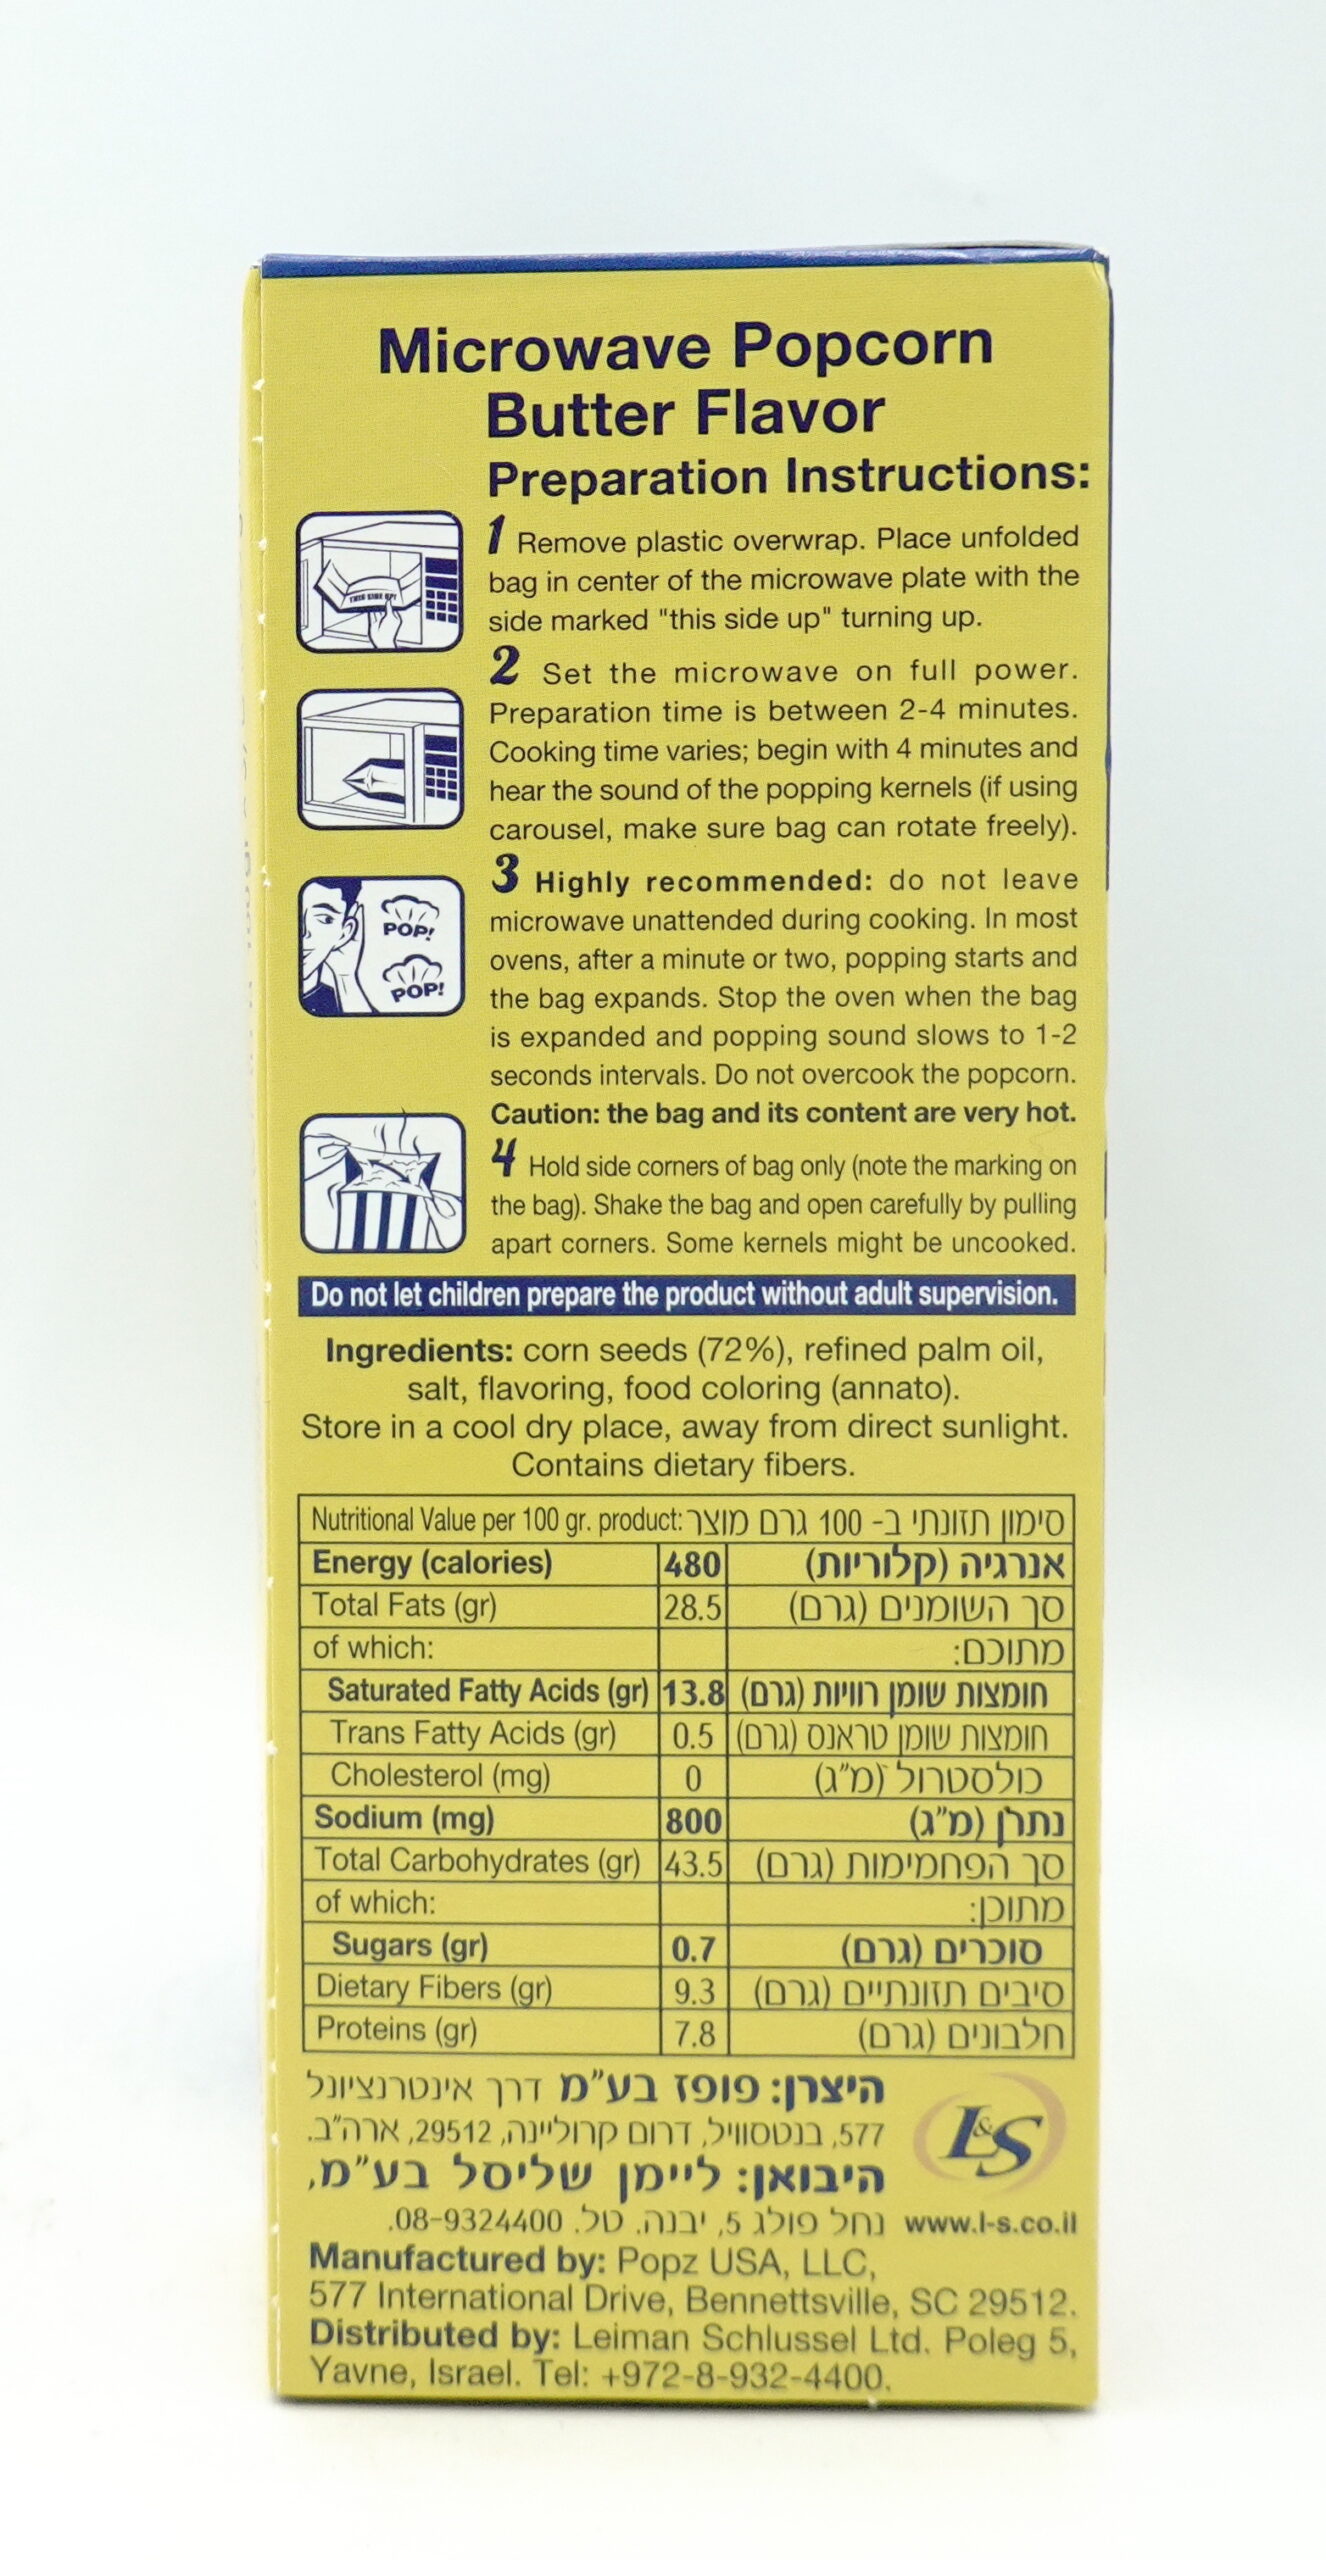 Microwave Popcorn
Butter Flavor
Preparation Instructions:
1 Remove plastic overwrap. Place unfolded
bag in center of the microwave plate with the
side marked "this side up" turning up.
THIS SIDE UP!
2 Set the microwave on full power.
Preparation time is between 2-4 minutes.
Cooking time varies; begin with 4 minutes and
hear the sound of the popping kernels (if using
carousel, make sure bag can rotate freely).
3 Highly recommended: do not leave
microwave unattended during cooking. In most
ovens, after a minute or two, popping starts and
the bag expands. Stop the oven when the bag
is expanded and popping sound slows to 1-2
seconds intervals. Do not overcook the popcorn.
Caution: the bag and its content are very hot.
POP!
POP!
4 Hold side corners of bag only (note the marking on
the bag). Shake the bag and open carefully by pulling
apart corners. Some kernels might be uncooked.
Do not let children prepare the product without adult supervision.
Ingredients: corn seeds (72%), refined palm oil,
salt, flavoring, food coloring (annato).
Store in a cool dry place, away from direct sunlight.
Contains dietary fibers.
Nutritional Value per 100 gr. product: סימון תזונתי ב- 100 גרם מוצר
Energy (calories) 480 אנרגיה (קלוריות)
Total Fats (gr) 28.5 סך השומנים (גרם)
of which: מתוכם:
Saturated Fatty Acids (gr) 13.8 חומצות שומן רוויות (גרם)
Trans Fatty Acids (gr) 0.5 חומצות שומן טראנס (גרם)
Cholesterol (mg) 0 כולסטרול (מ"ג)
Sodium (mg) 800 נתרן (מ"ג)
Total Carbohydrates (gr) 43.5 סך הפחמימות (גרם)
of which: מתוכן:
Sugars (gr) 0.7 סוכרים (גרם)
Dietary Fibers (gr) 9.3 סיבים תזונתיים (גרם)
Proteins (gr) 7.8 חלבונים (גרם)
היצרן: פופז בע"מ דרך אינטרנציונל
577, בנטסוויל, דרום קרוליינה, 29512, ארה"ב.
היבואן: ליימן שליסל בע"מ,
נחל פולג 5, יבנה. טל. 08-9324400.
L&S
www.l-s.co.il
Manufactured by: Popz USA, LLC,
577 International Drive, Bennettsville, SC 29512.
Distributed by: Leiman Schlussel Ltd. Poleg 5,
Yavne, Israel. Tel: +972-8-932-4400.